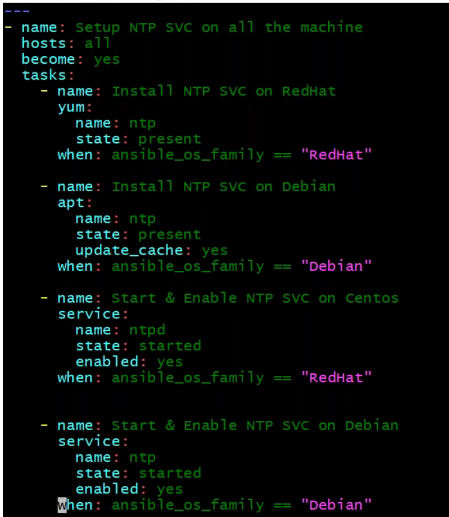 ---
- name: Setup NTP SVC on all the machine
  hosts: all
  become: yes
  tasks:
    - name: Install NTP SVC on RedHat
      yum:
        name: ntp
        state: present
      when: ansible_os_family == "RedHat"

    - name: Install NTP SVC on Debian
      apt:
        name: ntp
        state: present
        update_cache: yes
      when: ansible_os_family == "Debian"

    - name: Start & Enable NTP SVC on Centos
      service:
        name: ntpd
        state: started
        enabled: yes
      when: ansible_os_family == "RedHat"


    - name: Start & Enable NTP SVC on Debian
      service:
        name: ntp
        state: started
        enabled: yes
      when: ansible_os_family == "Debian"